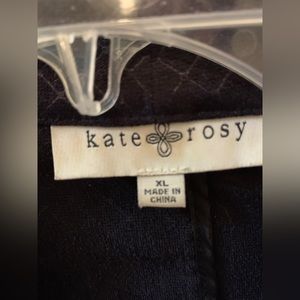 kate rosy
XL
MADE IN
CHINA